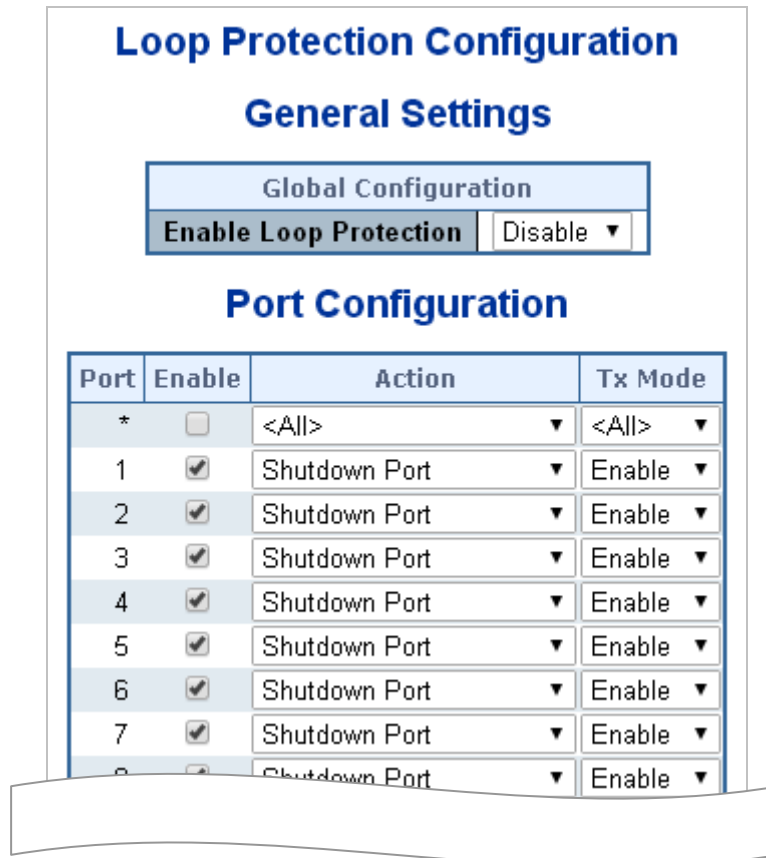 Loop Protection Configuration
General Settings
Global Configuration
Enable Loop Protection Disable
Port Configuration
Port Enable Action Tx Mode
* <All> <All>
1 Shutdown Port Enable
2 Shutdown Port Enable
3 Shutdown Port Enable
4 Shutdown Port Enable
5 Shutdown Port Enable
6 Shutdown Port Enable
7 Shutdown Port Enable
Shutdown Port Enable